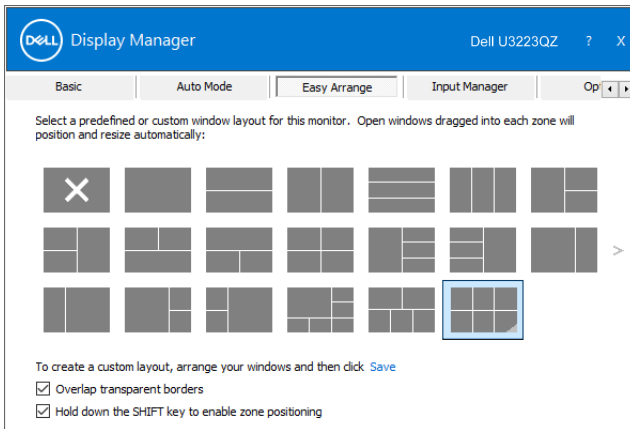 DELL Display Manager Dell U3223QZ ? X
Basic Auto Mode Easy Arrange Input Manager Op
Select a predefined or custom window layout for this monitor. Open windows dragged into each zone will
position and resize automatically:
>
To create a custom layout, arrange your windows and then click Save
Overlap transparent borders
Hold down the SHIFT key to enable zone positioning